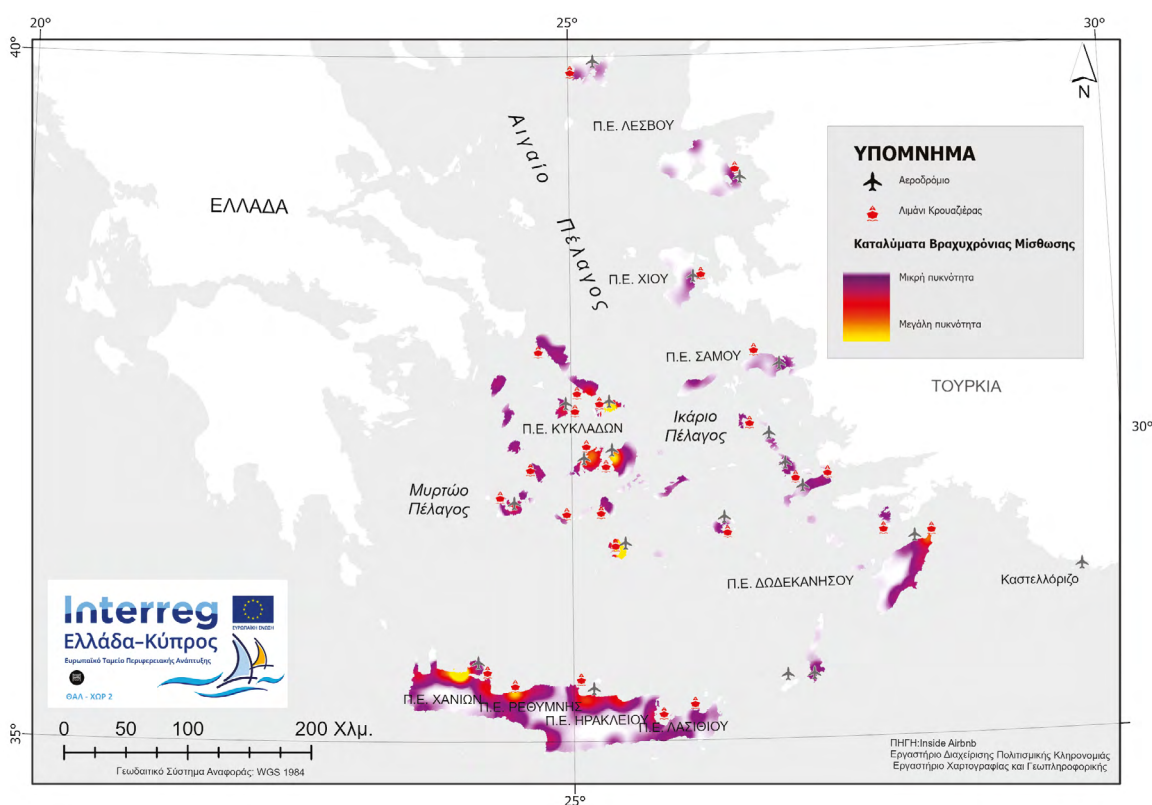 20°
25°
30°
40°
N
Π.Ε. ΛΕΣΒΟΥ
Αιγαίο
Πέλαγος
ΕΛΛΑΔΑ
ΥΠΟΜΝΗΜΑ
Αεροδρόμιο
Λιμάνι Κρουαζιέρας
Καταλύματα Βραχυχρόνιας Μίσθωσης
Μικρή πυκνότητα
Μεγάλη πυκνότητα
Π.Ε. ΧΙΟΥ
Π.Ε. ΣΑΜΟΥ
ΤΟΥΡΚΙΑ
Ικάριο
Πέλαγος
Π.Ε. ΚΥΚΛΑΔΩΝ
30°
Μυρτώο
Πέλαγος
Π.Ε. ΔΩΔΕΚΑΝΗΣΟΥ
Καστελλόριζο
Interreg
ΕΥΡΩΠΑΪΚΗ ΕΝΩΣΗ
Ελλάδα-Κύπρος
Ευρωπαϊκό Ταμείο Περιφερειακής Ανάπτυξης
ΘΑΛ - ΧΩΡ 2
Π.Ε. ΧΑΝΙΩΝ
Π.Ε. ΡΕΘΥΜΝΗΣ
Π.Ε. ΗΡΑΚΛΕΙΟΥ
Π.Ε. ΛΑΣΙΘΙΟΥ
35°
0 50 100 200 Χλμ.
Γεωδαιτικό Σύστημα Αναφοράς: WGS 1984
ΠΗΓΗ:Inside Airbnb
Εργαστήριο Διαχείρισης Πολιτισμικής Κληρονομιάς
Εργαστήριο Χαρτογραφίας και Γεωπληροφορικής
25°